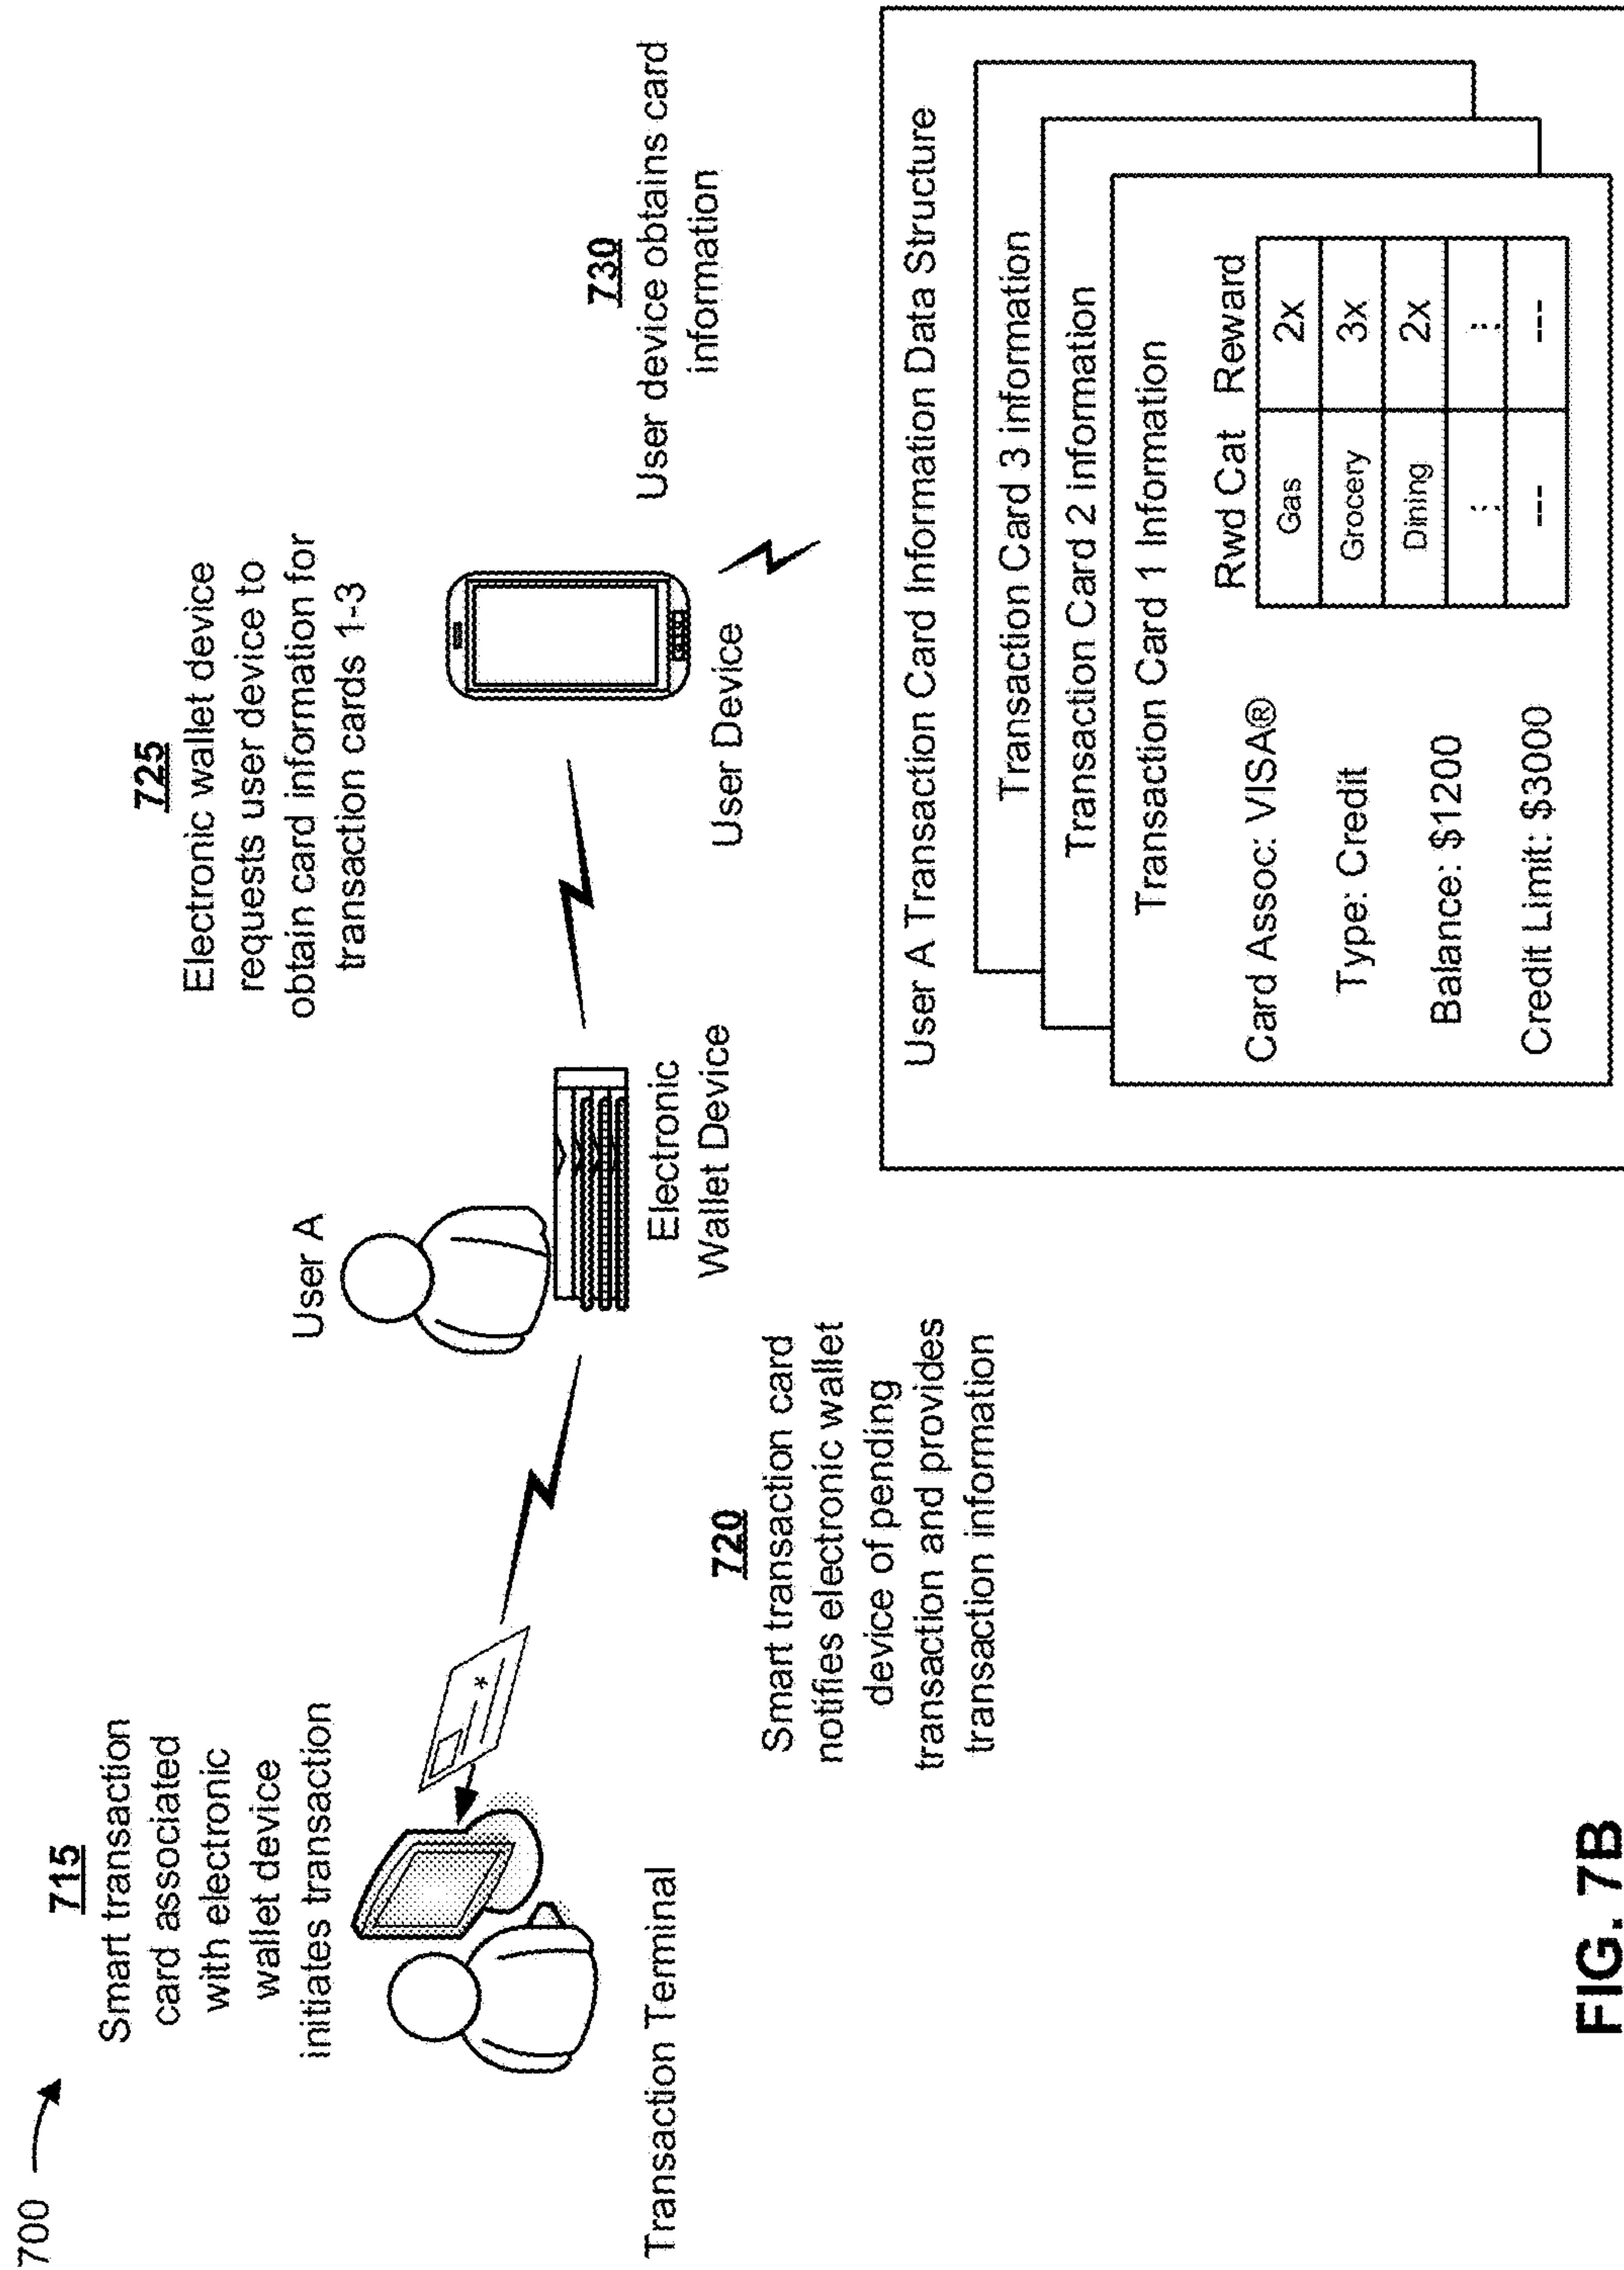 700
715
Smart transaction
card associated
with electronic
wallet device
initiates transaction
Transaction Terminal
720
Smart transaction card
notifies electronic wallet
device of pending
transaction and provides
transaction information
User A
Electronic
Wallet Device
725
Electronic wallet device
requests user device to
obtain card information for
transaction cards 1-3
User Device
730
User device obtains card
information
User A Transaction Card Information Data Structure
Transaction Card 3 information
Transaction Card 2 information
Transaction Card 1 Information
Card Assoc: VISA®
Type: Credit
Balance: $1200
Credit Limit: $3000
Rwd Cat Reward
Gas 2x
Grocery 3x
Dining 2x
: :
--- ---
FIG. 7B